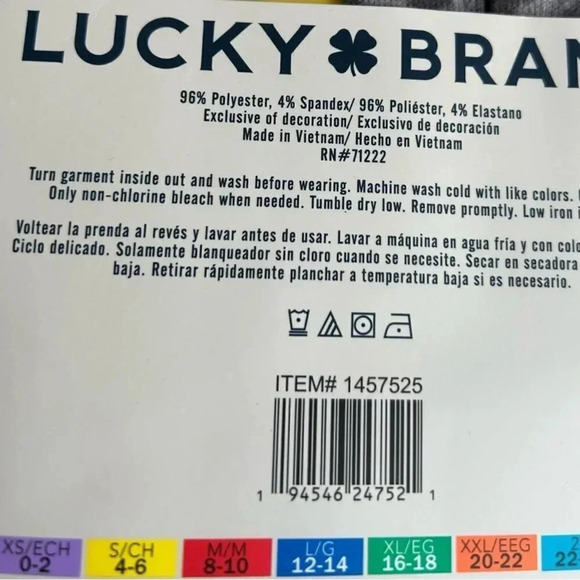 LUCKY BRAN
96% Polyester, 4% Spandex/ 96% Poliéster, 4% Elastano
Exclusive of decoration/ Exclusivo de decoración
Made in Vietnam/ Hecho en Vietnam
RN#71222
Turn garment inside out and wash before wearing. Machine wash cold with like colors.
Only non-chlorine bleach when needed. Tumble dry low. Remove promptly. Low iron i
Voltear la prenda al revés y lavar antes de usar. Lavar a máquina en agua fría y con colo
Ciclo delicado. Solamente blanqueador sin cloro cuando se necesite. Secar en secadora
baja. Retirar rápidamente planchar a temperatura baja si es necesario.
ITEM# 1457525
1 94546 24752 1
XS/ECH S/CH M/M L/G XL/EG XXL/EEG 2
0-2 4-6 8-10 12-14 16-18 20-22 22